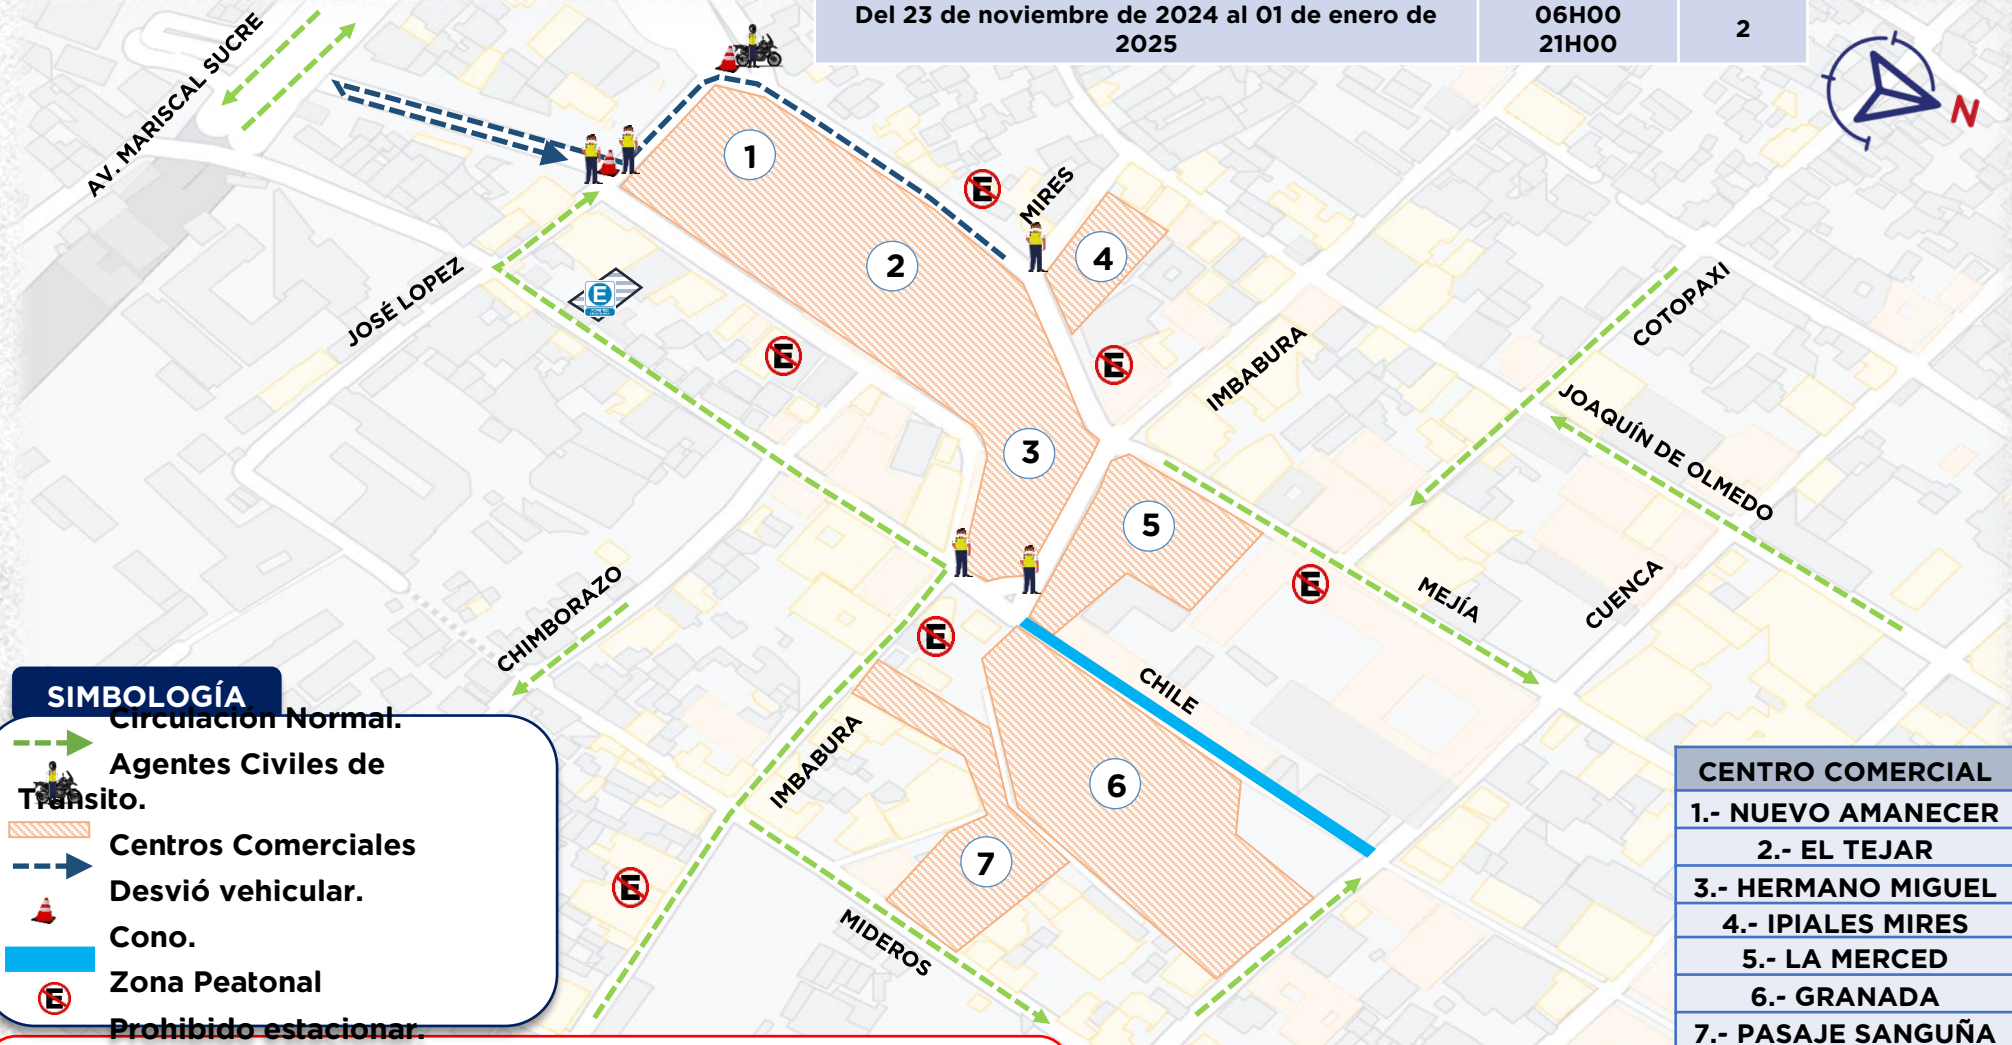 Del 23 de noviembre de 2024 al 01 de enero de
2025
06H00
21H00
2
AV. MARISCAL SUCRE
N
1
MIRES
2
4
JOSÉ LOPEZ
E
E
E
E
COTOPAXI
IMBABURA
JOAQUÍN DE OLMEDO
3
5
E
MEJÍA
CUENCA
CHIMBORAZO
E
CHILE
IMBABURA
6
7
E
MIDEROS
SIMBOLOGÍA
Circulación Normal.
Agentes Civiles de
Tránsito.
Centros Comerciales
Desvió vehicular.
Cono.
Zona Peatonal
E
Prohibido estacionar.
CENTRO COMERCIAL
1.- NUEVO AMANECER
2.- EL TEJAR
3.- HERMANO MIGUEL
4.- IPIALES MIRES
5.- LA MERCED
6.- GRANADA
7.- PASAJE SANGUÑA